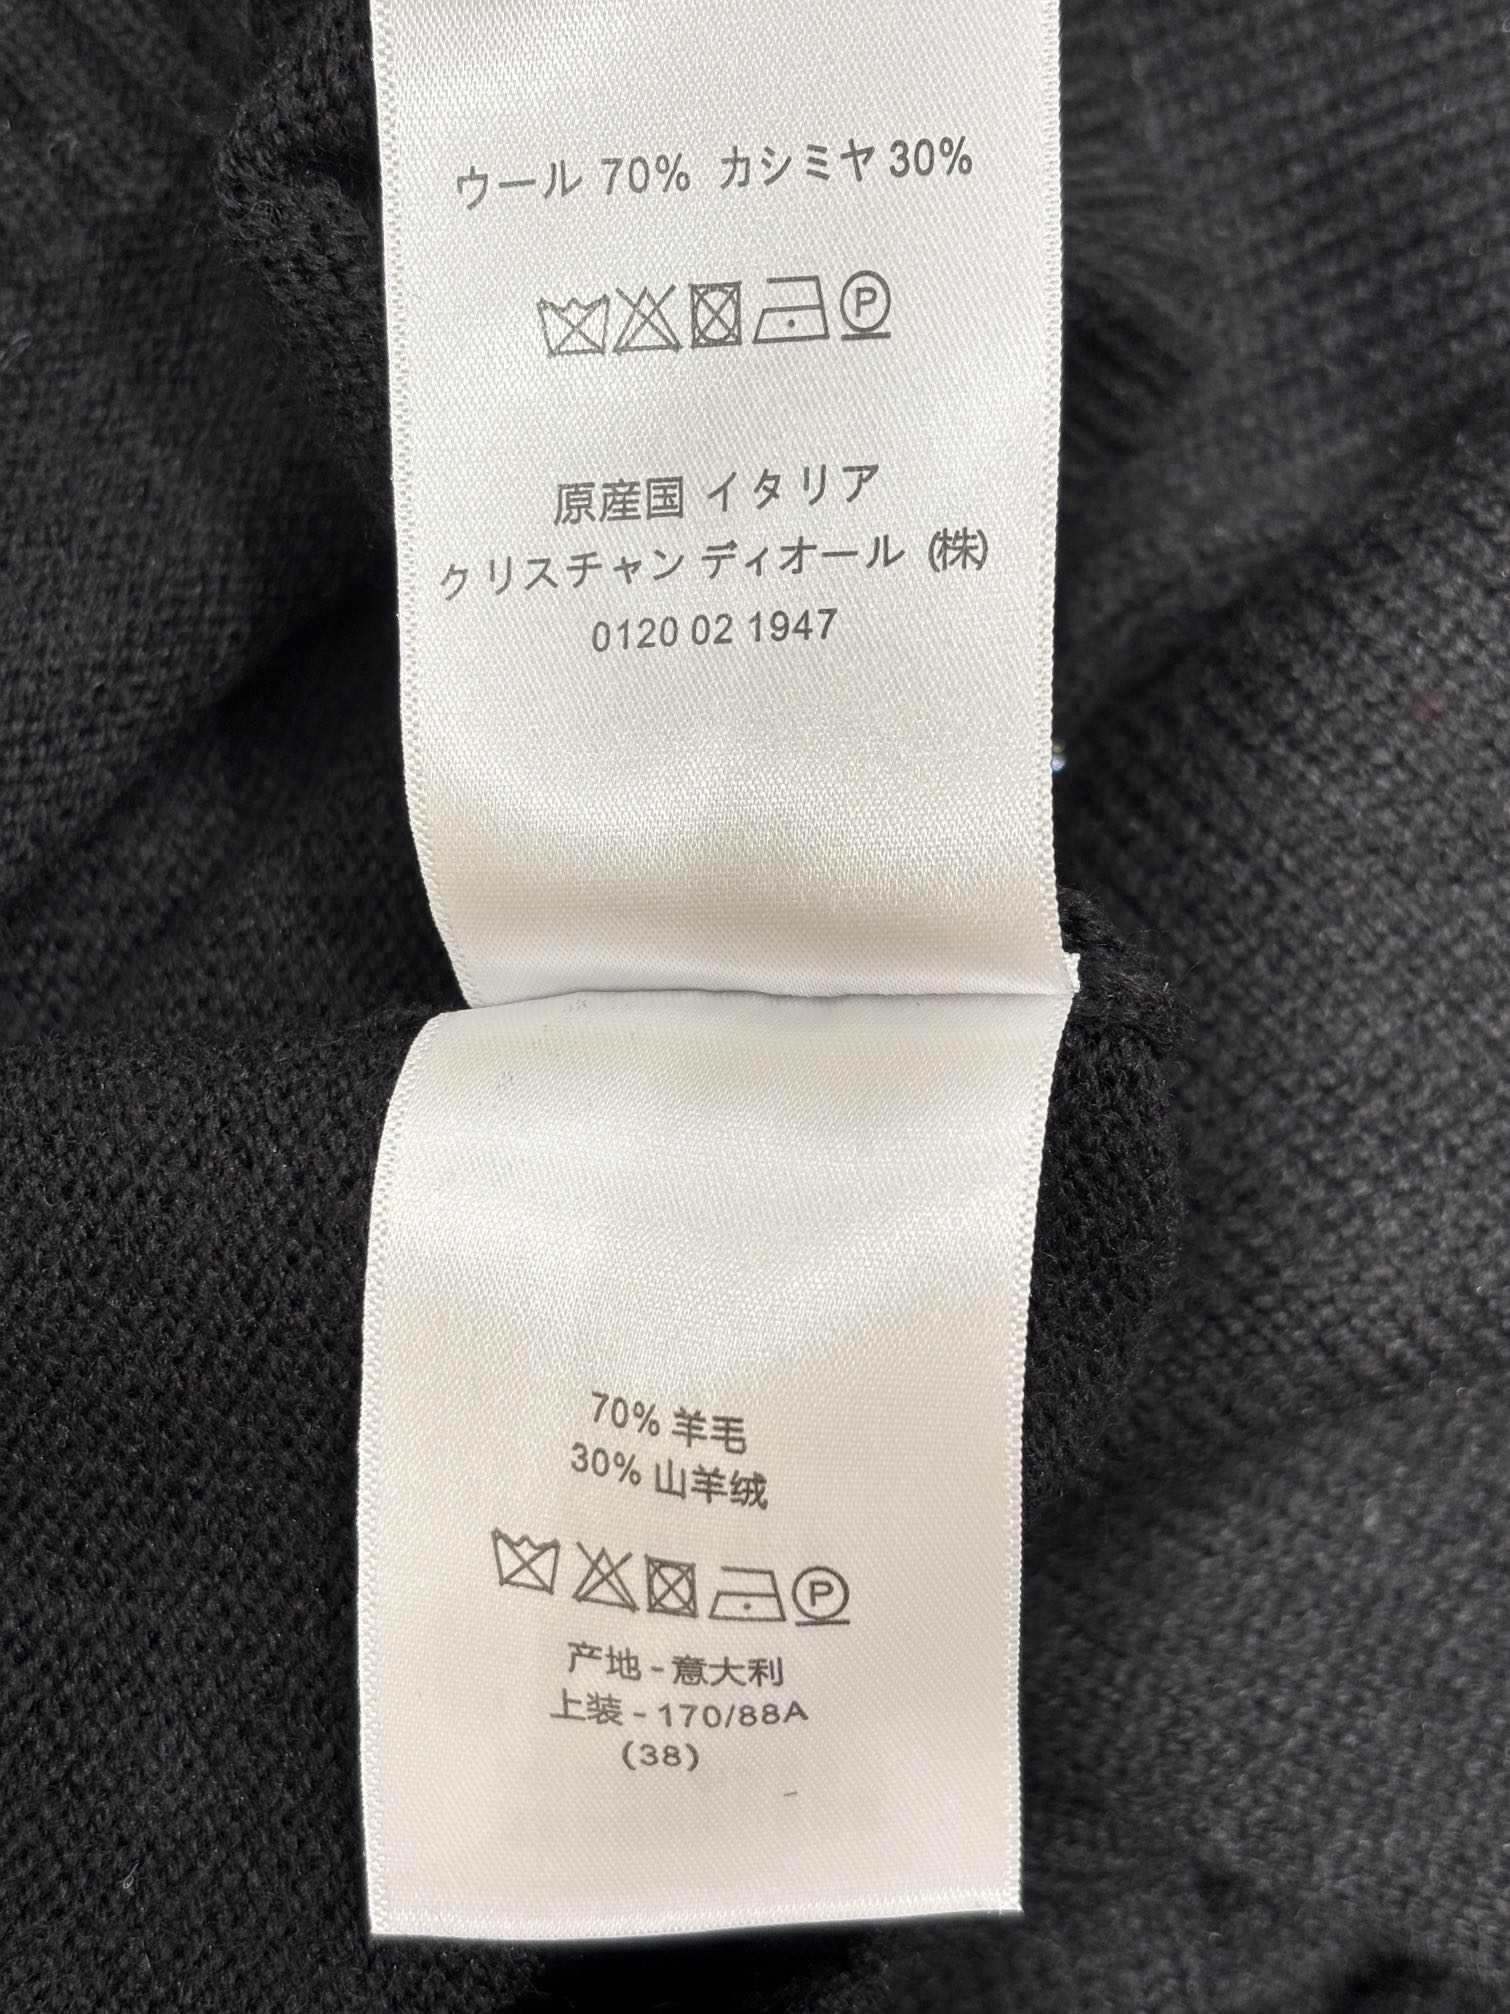 ウール 70% カシミヤ 30%
P
原産国 イタリア
クリスチャン ディオール (株)
0120 02 1947
70% 羊毛
30% 山羊绒
P
产地 - 意大利
上装 - 170/88A
(38)